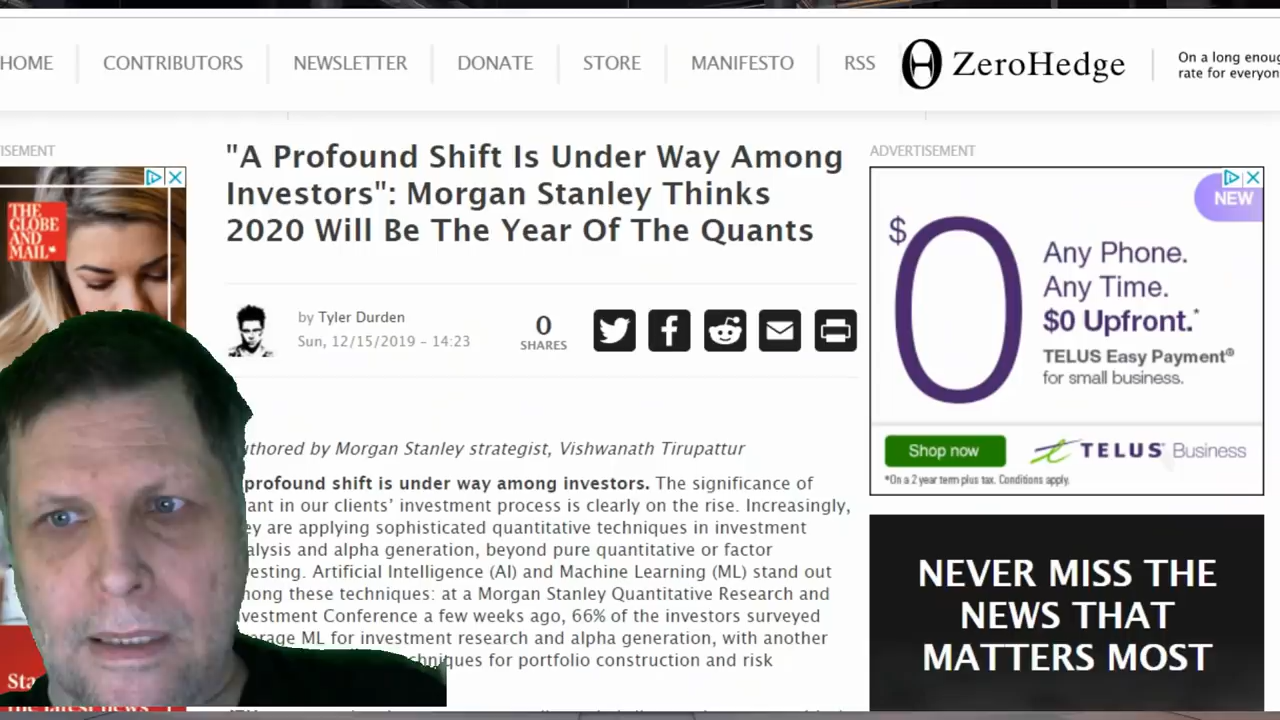 HOME
CONTRIBUTORS
NEWSLETTER
DONATE
STORE
MANIFESTO
RSS
ZeroHedge
On a long enoug
rate for everyon
ISEMENT
ADVERTISEMENT
"A Profound Shift Is Under Way Among
Investors": Morgan Stanley Thinks
2020 Will Be The Year Of The Quants
by Tyler Durden
Sun, 12/15/2019 – 14:23
0
SHARES
THE
GLOBE
AND
MAIL
uthored by Morgan Stanley strategist, Vishwanath Tirupattur
profound shift is under way among investors. The significance of
ant in our clients' investment process is clearly on the rise. Increasingly,
ey are applying sophisticated quantitative techniques in investment
alysis and alpha generation, beyond pure quantitative or factor
vesting. Artificial Intelligence (AI) and Machine Learning (ML) stand out
mong these techniques: at a Morgan Stanley Quantitative Research and
vestment Conference a few weeks ago, 66% of the investors surveyed
erage ML for investment research and alpha generation, with another
chniques for portfolio construction and risk
Sta
NEW
$0
Any Phone.
Any Time.
$0 Upfront.*
TELUS Easy Payment®
for small business.
Shop now
TELUS Business
*On a 2 year term plus tax. Conditions apply.
NEVER MISS THE
NEWS THAT
MATTERS MOST